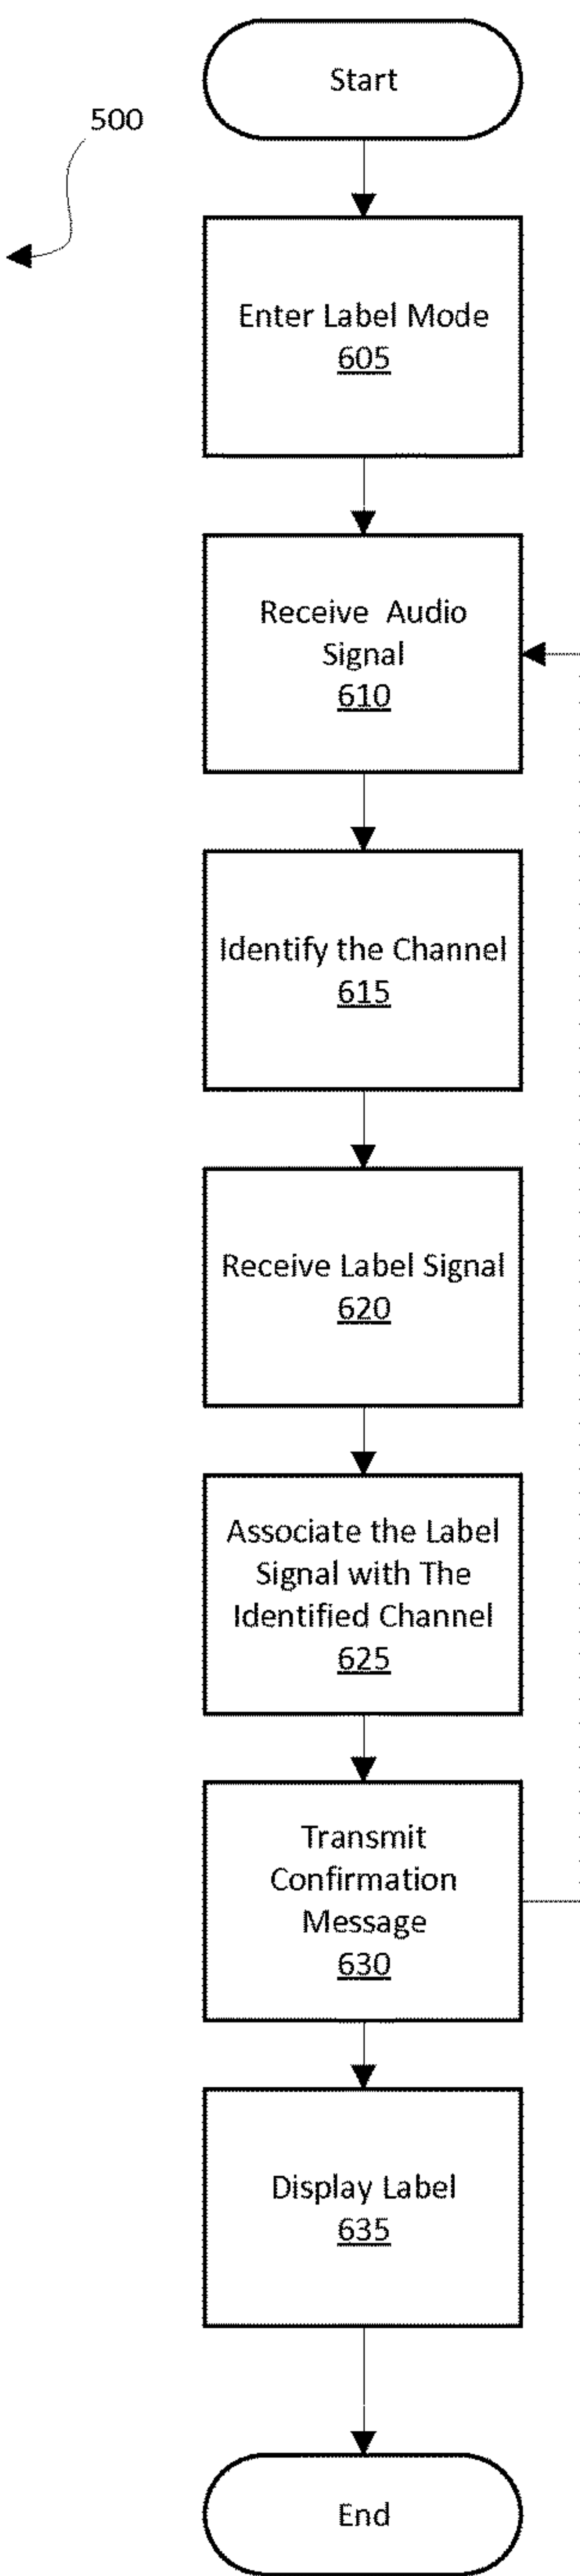 Start
500
Enter Label Mode
605
Receive Audio
Signal
610
Identify the Channel
615
Receive Label Signal
620
Associate the Label
Signal with The
Identified Channel
625
Transmit
Confirmation
Message
630
Display Label
635
End